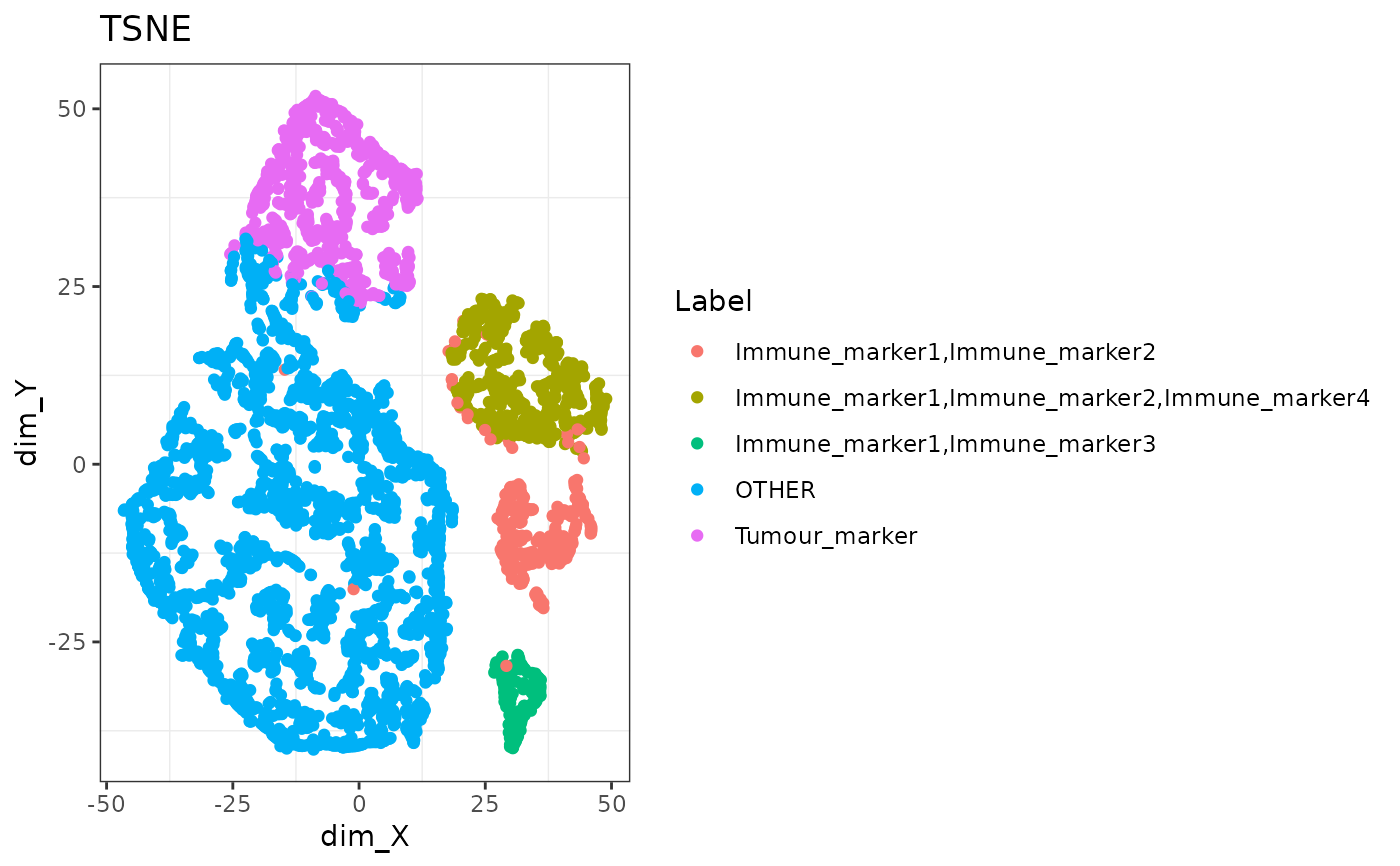 TSNE
50
25
0
-25
dim_Y
-50
-25
0
25
50
dim_X
Label
Immune_marker1,Immune_marker2
Immune_marker1,Immune_marker2,Immune_marker4
Immune_marker1,Immune_marker3
OTHER
Tumour_marker